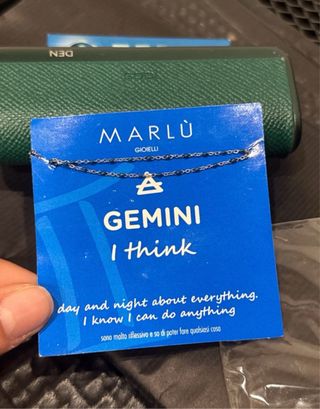 DEN
MARLÙ
GIOIELLI
GEMINI
I think
day and night about everything.
I know I can do anything
sono molto riflessivo e so di poter fare qualsiasi cosa